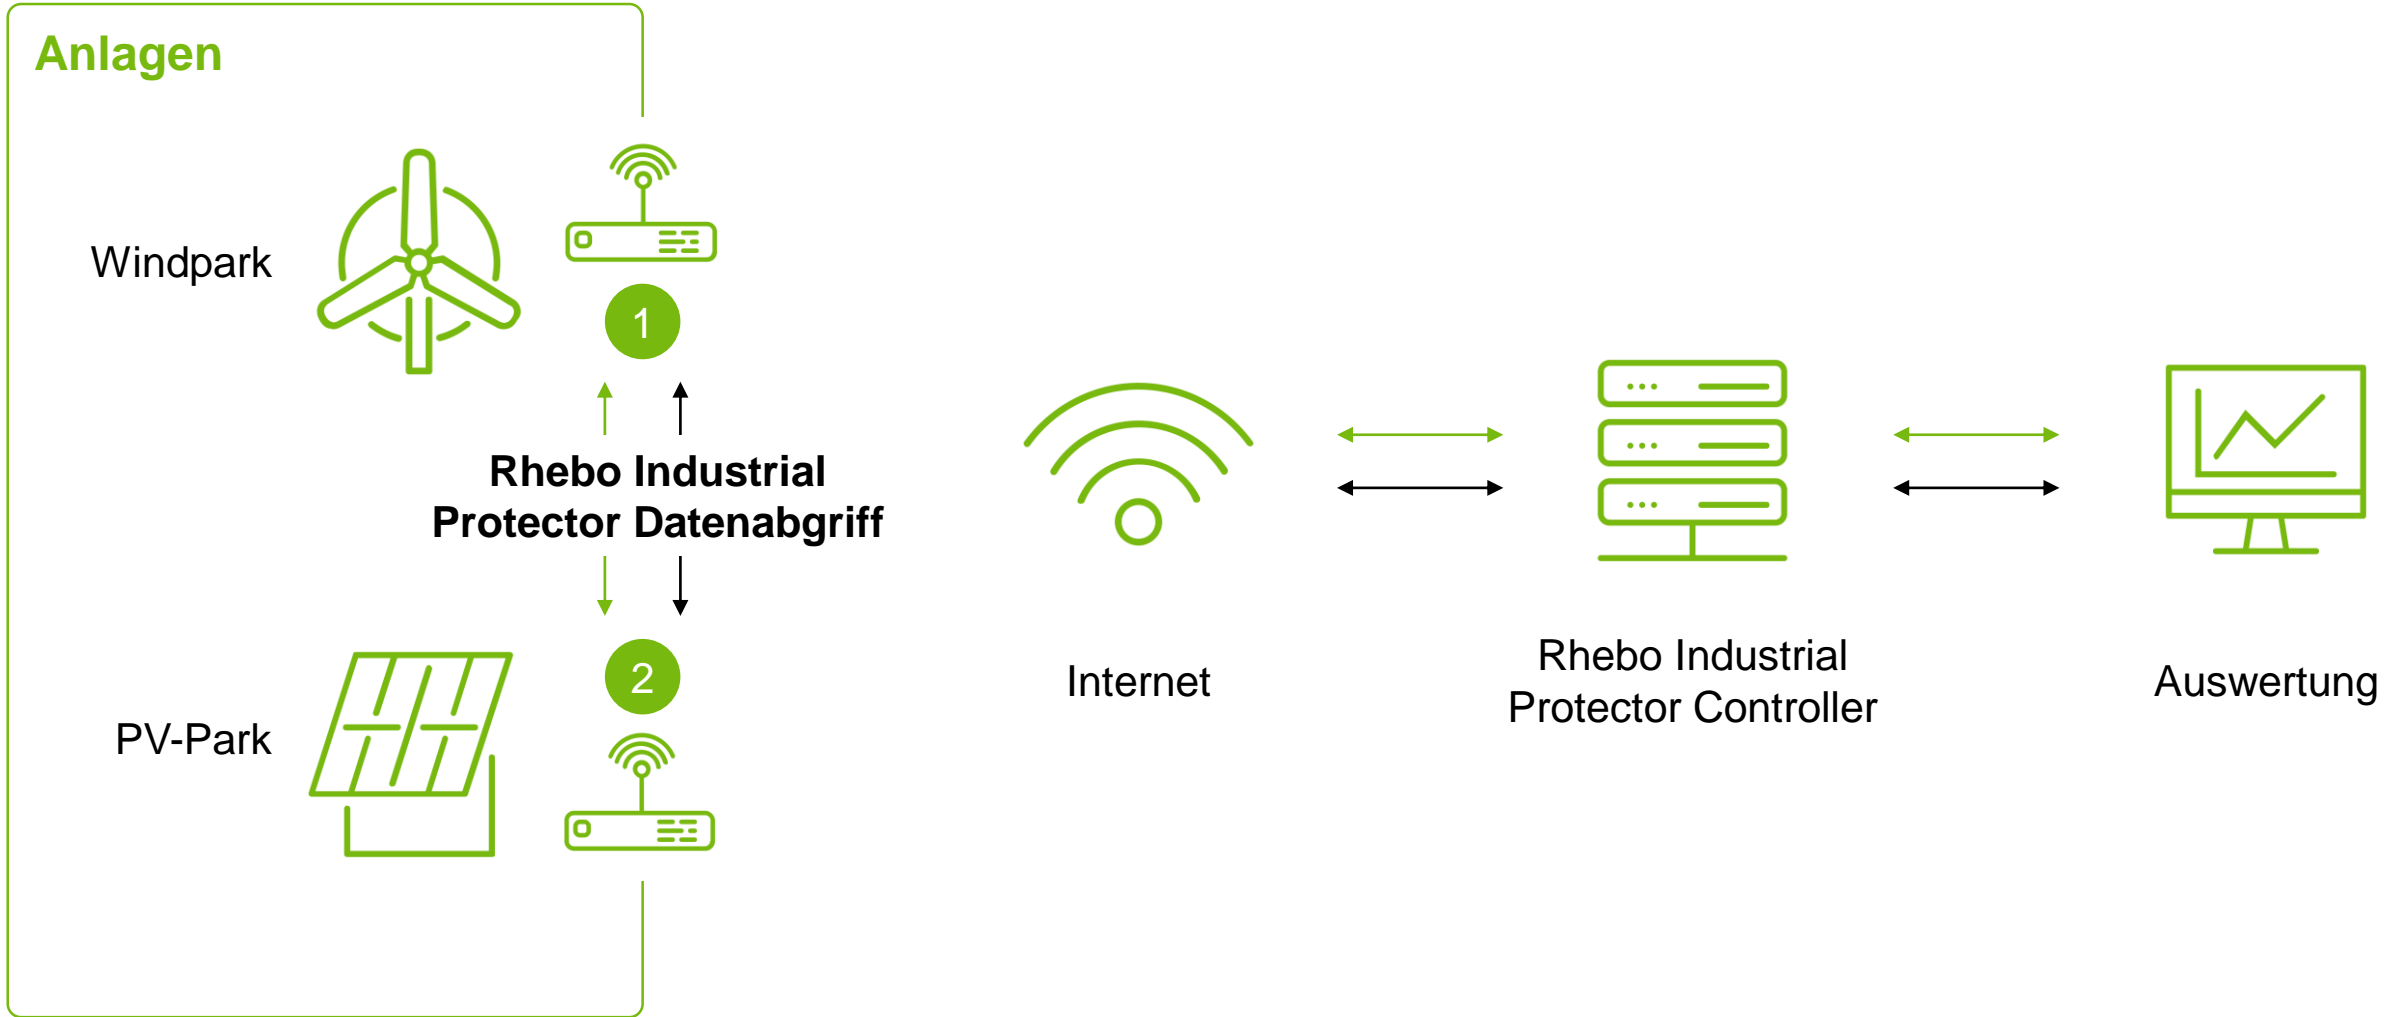 Anlagen
Windpark
1
Rhebo Industrial
Protector Datenabgriff
2
PV-Park
Internet
Rhebo Industrial
Protector Controller
Auswertung